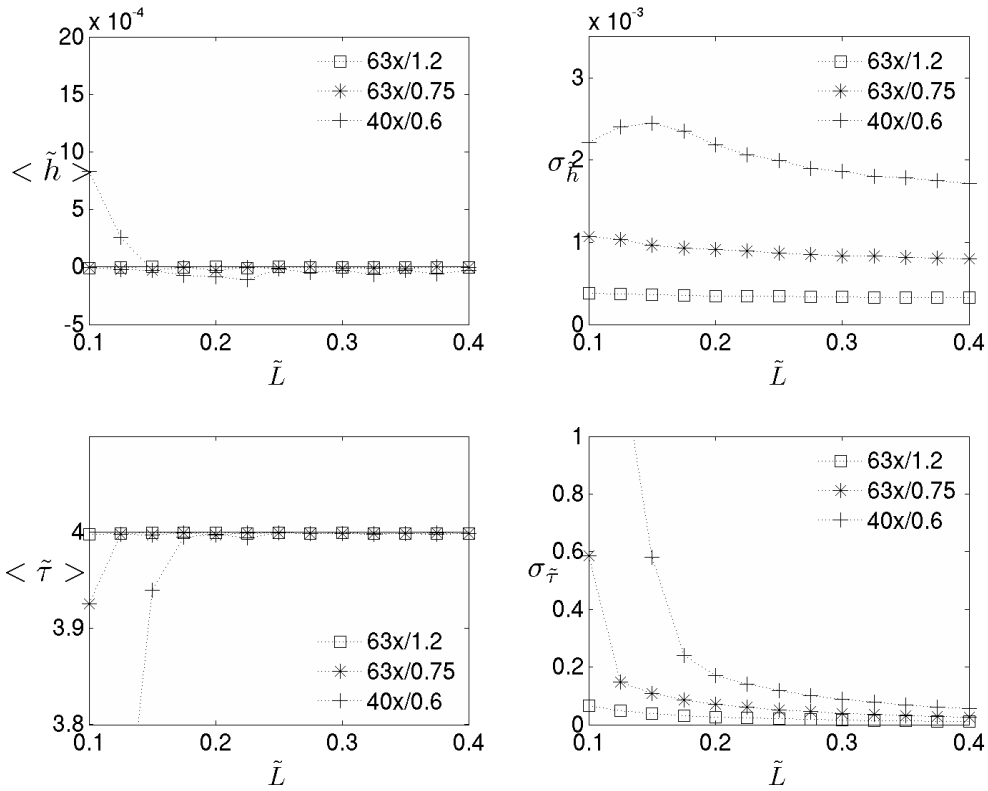 x 10⁻⁴
20
15
10
5
0
-5
< h̃ >
0.1 0.2 0.3 0.4
L̃
63x/1.2
63x/0.75
40x/0.6
x 10⁻³
3
2
1
0
σ_h̃
0.1 0.2 0.3 0.4
L̃
63x/1.2
63x/0.75
40x/0.6
4
3.9
3.8
< τ̃ >
0.1 0.2 0.3 0.4
L̃
63x/1.2
63x/0.75
40x/0.6
1
0.8
0.6
0.4
0.2
0
σ_τ̃
0.1 0.2 0.3 0.4
L̃
63x/1.2
63x/0.75
40x/0.6